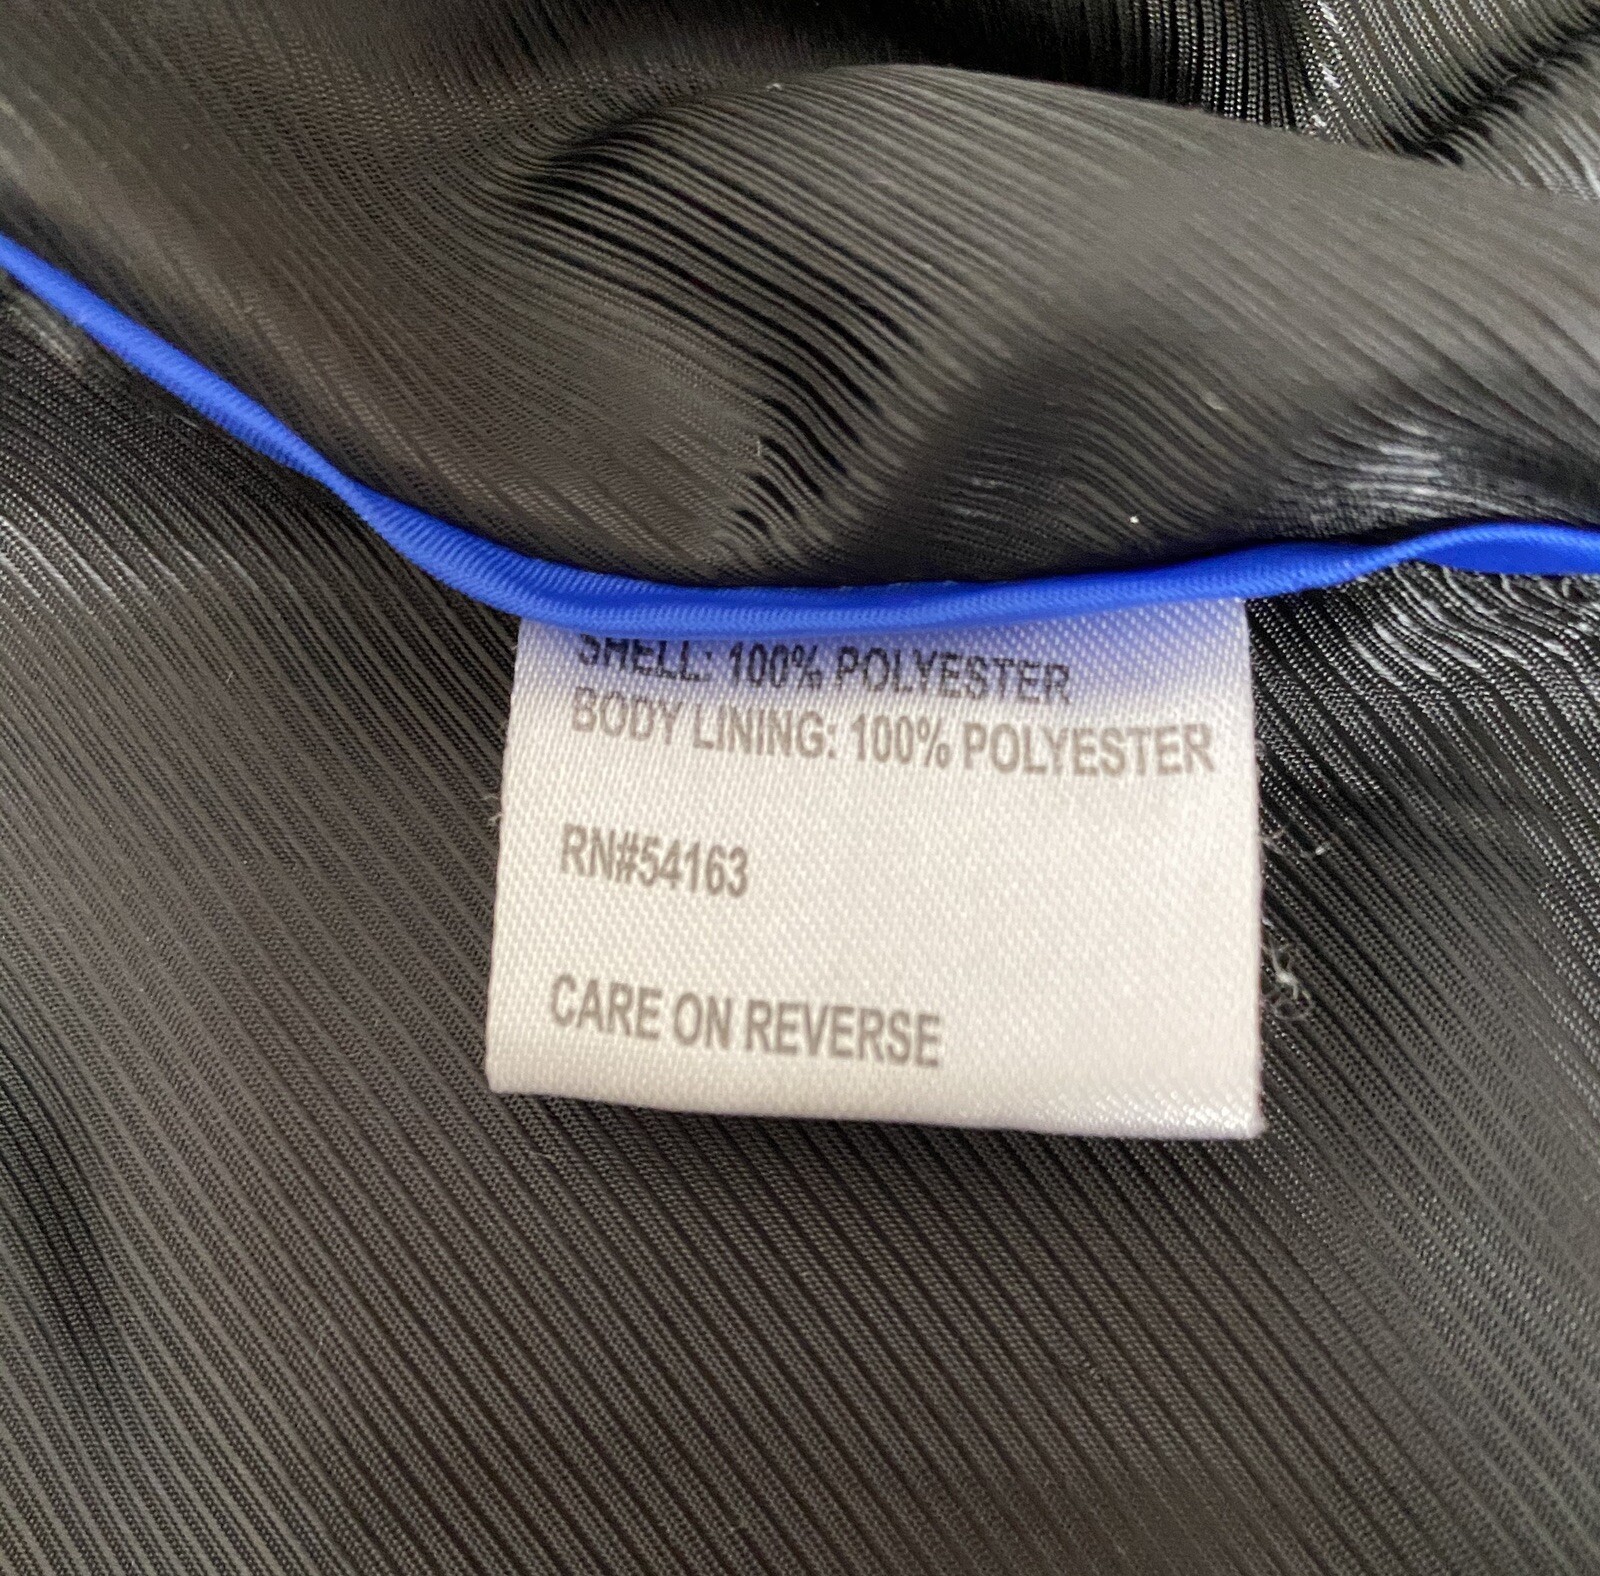 SHELL: 100% POLYESTER
BODY LINING: 100% POLYESTER
RN#54163
CARE ON REVERSE